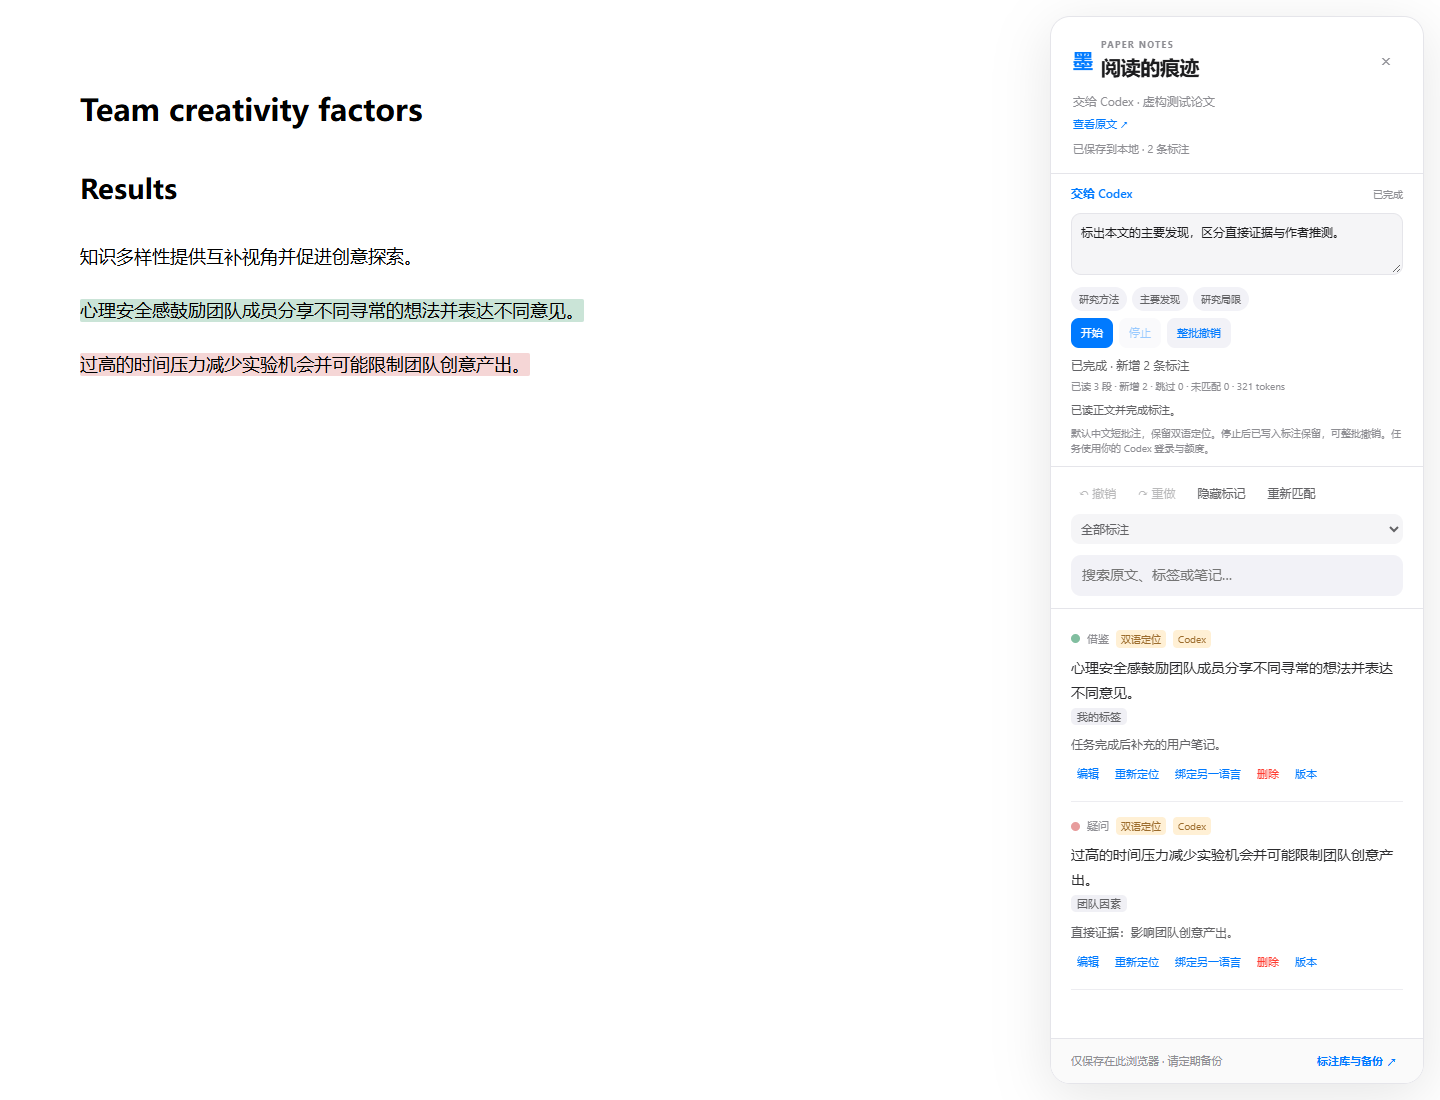 Team creativity factors
Results
知识多样性提供互补视角并促进创意探索。
心理安全感鼓励团队成员分享不同寻常的想法并表达不同意见。
过高的时间压力减少实验机会并可能限制团队创意产出。
墨
PAPER NOTES
阅读的痕迹
×
交给 Codex · 虚构测试论文
查看原文 ↗
已保存到本地 · 2 条标注
交给 Codex
已完成
标出本文的主要发现，区分直接证据与作者推测。
研究方法 主要发现 研究局限
开始 停止 整批撤销
已完成 · 新增 2 条标注
已读 3 段 · 新增 2 · 跳过 0 · 未匹配 0 · 321 tokens
已读正文并完成标注。
默认中文短批注，保留双语定位。停止后已写入标注保留，可整批撤销。任
务使用你的 Codex 登录与额度。
↶ 撤销 ↷ 重做 隐藏标记 重新匹配
全部标注
搜索原文、标签或笔记...
借鉴 双语定位 Codex
心理安全感鼓励团队成员分享不同寻常的想法并表达
不同意见。
我的标签
任务完成后补充的用户笔记。
编辑 重新定位 绑定另一语言 删除 版本
疑问 双语定位 Codex
过高的时间压力减少实验机会并可能限制团队创意产
出。
团队因素
直接证据：影响团队创意产出。
编辑 重新定位 绑定另一语言 删除 版本
仅保存在此浏览器 · 请定期备份
标注库与备份 ↗